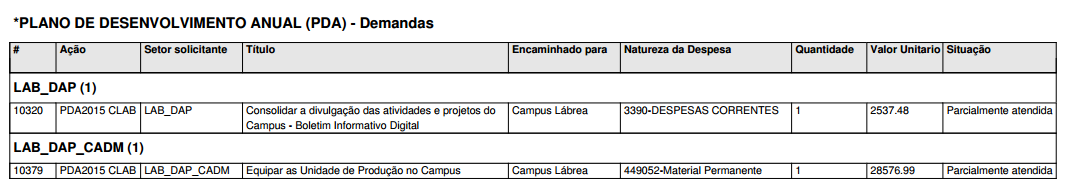 *PLANO DE DESENVOLVIMENTO ANUAL (PDA) - Demandas
# Ação Setor solicitante Título Encaminhado para Natureza da Despesa Quantidade Valor Unitario Situação
LAB_DAP (1)
10320 PDA2015 CLAB LAB_DAP Consolidar a divulgação das atividades e projetos do Campus Lábrea 3390-DESPESAS CORRENTES 1 2537.48 Parcialmente atendida
Campus - Boletim Informativo Digital
LAB_DAP_CADM (1)
10379 PDA2015 CLAB LAB_DAP_CADM Equipar as Unidade de Produção no Campus Campus Lábrea 449052-Material Permanente 1 28576.99 Parcialmente atendida